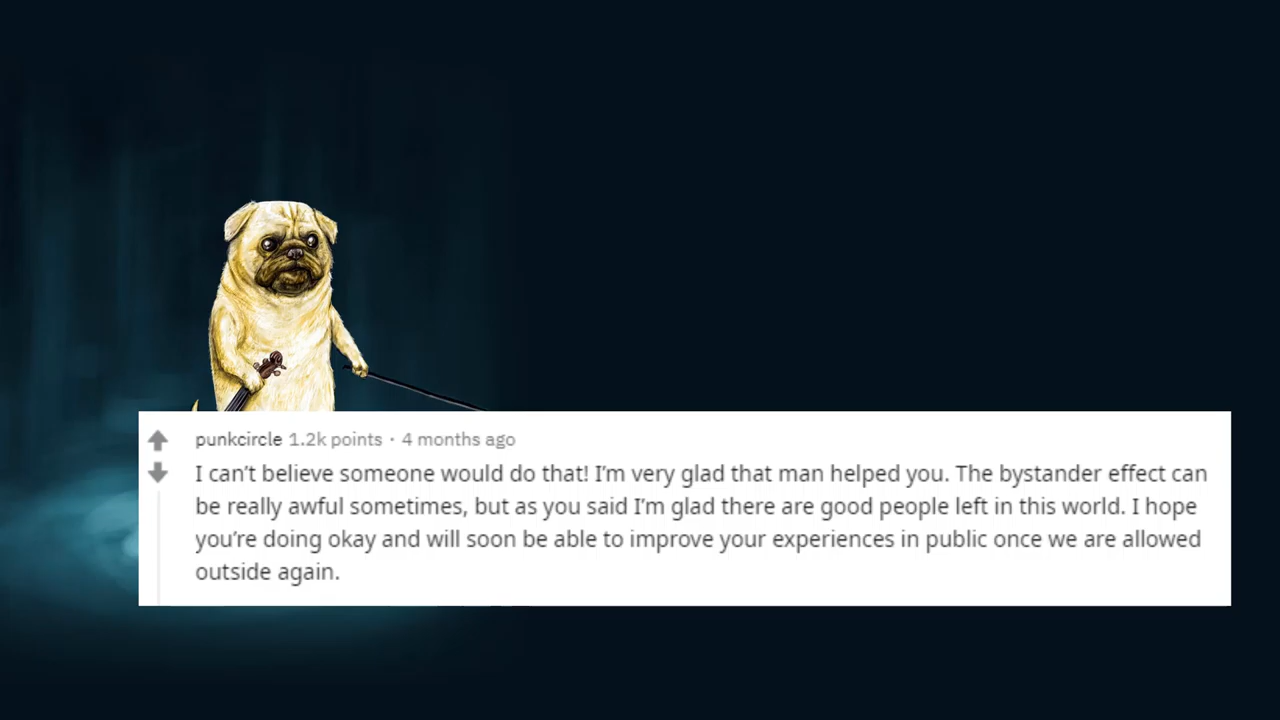 punkcircle 1.2k points · 4 months ago
I can't believe someone would do that! I'm very glad that man helped you. The bystander effect can
be really awful sometimes, but as you said I'm glad there are good people left in this world. I hope
you're doing okay and will soon be able to improve your experiences in public once we are allowed
outside again.